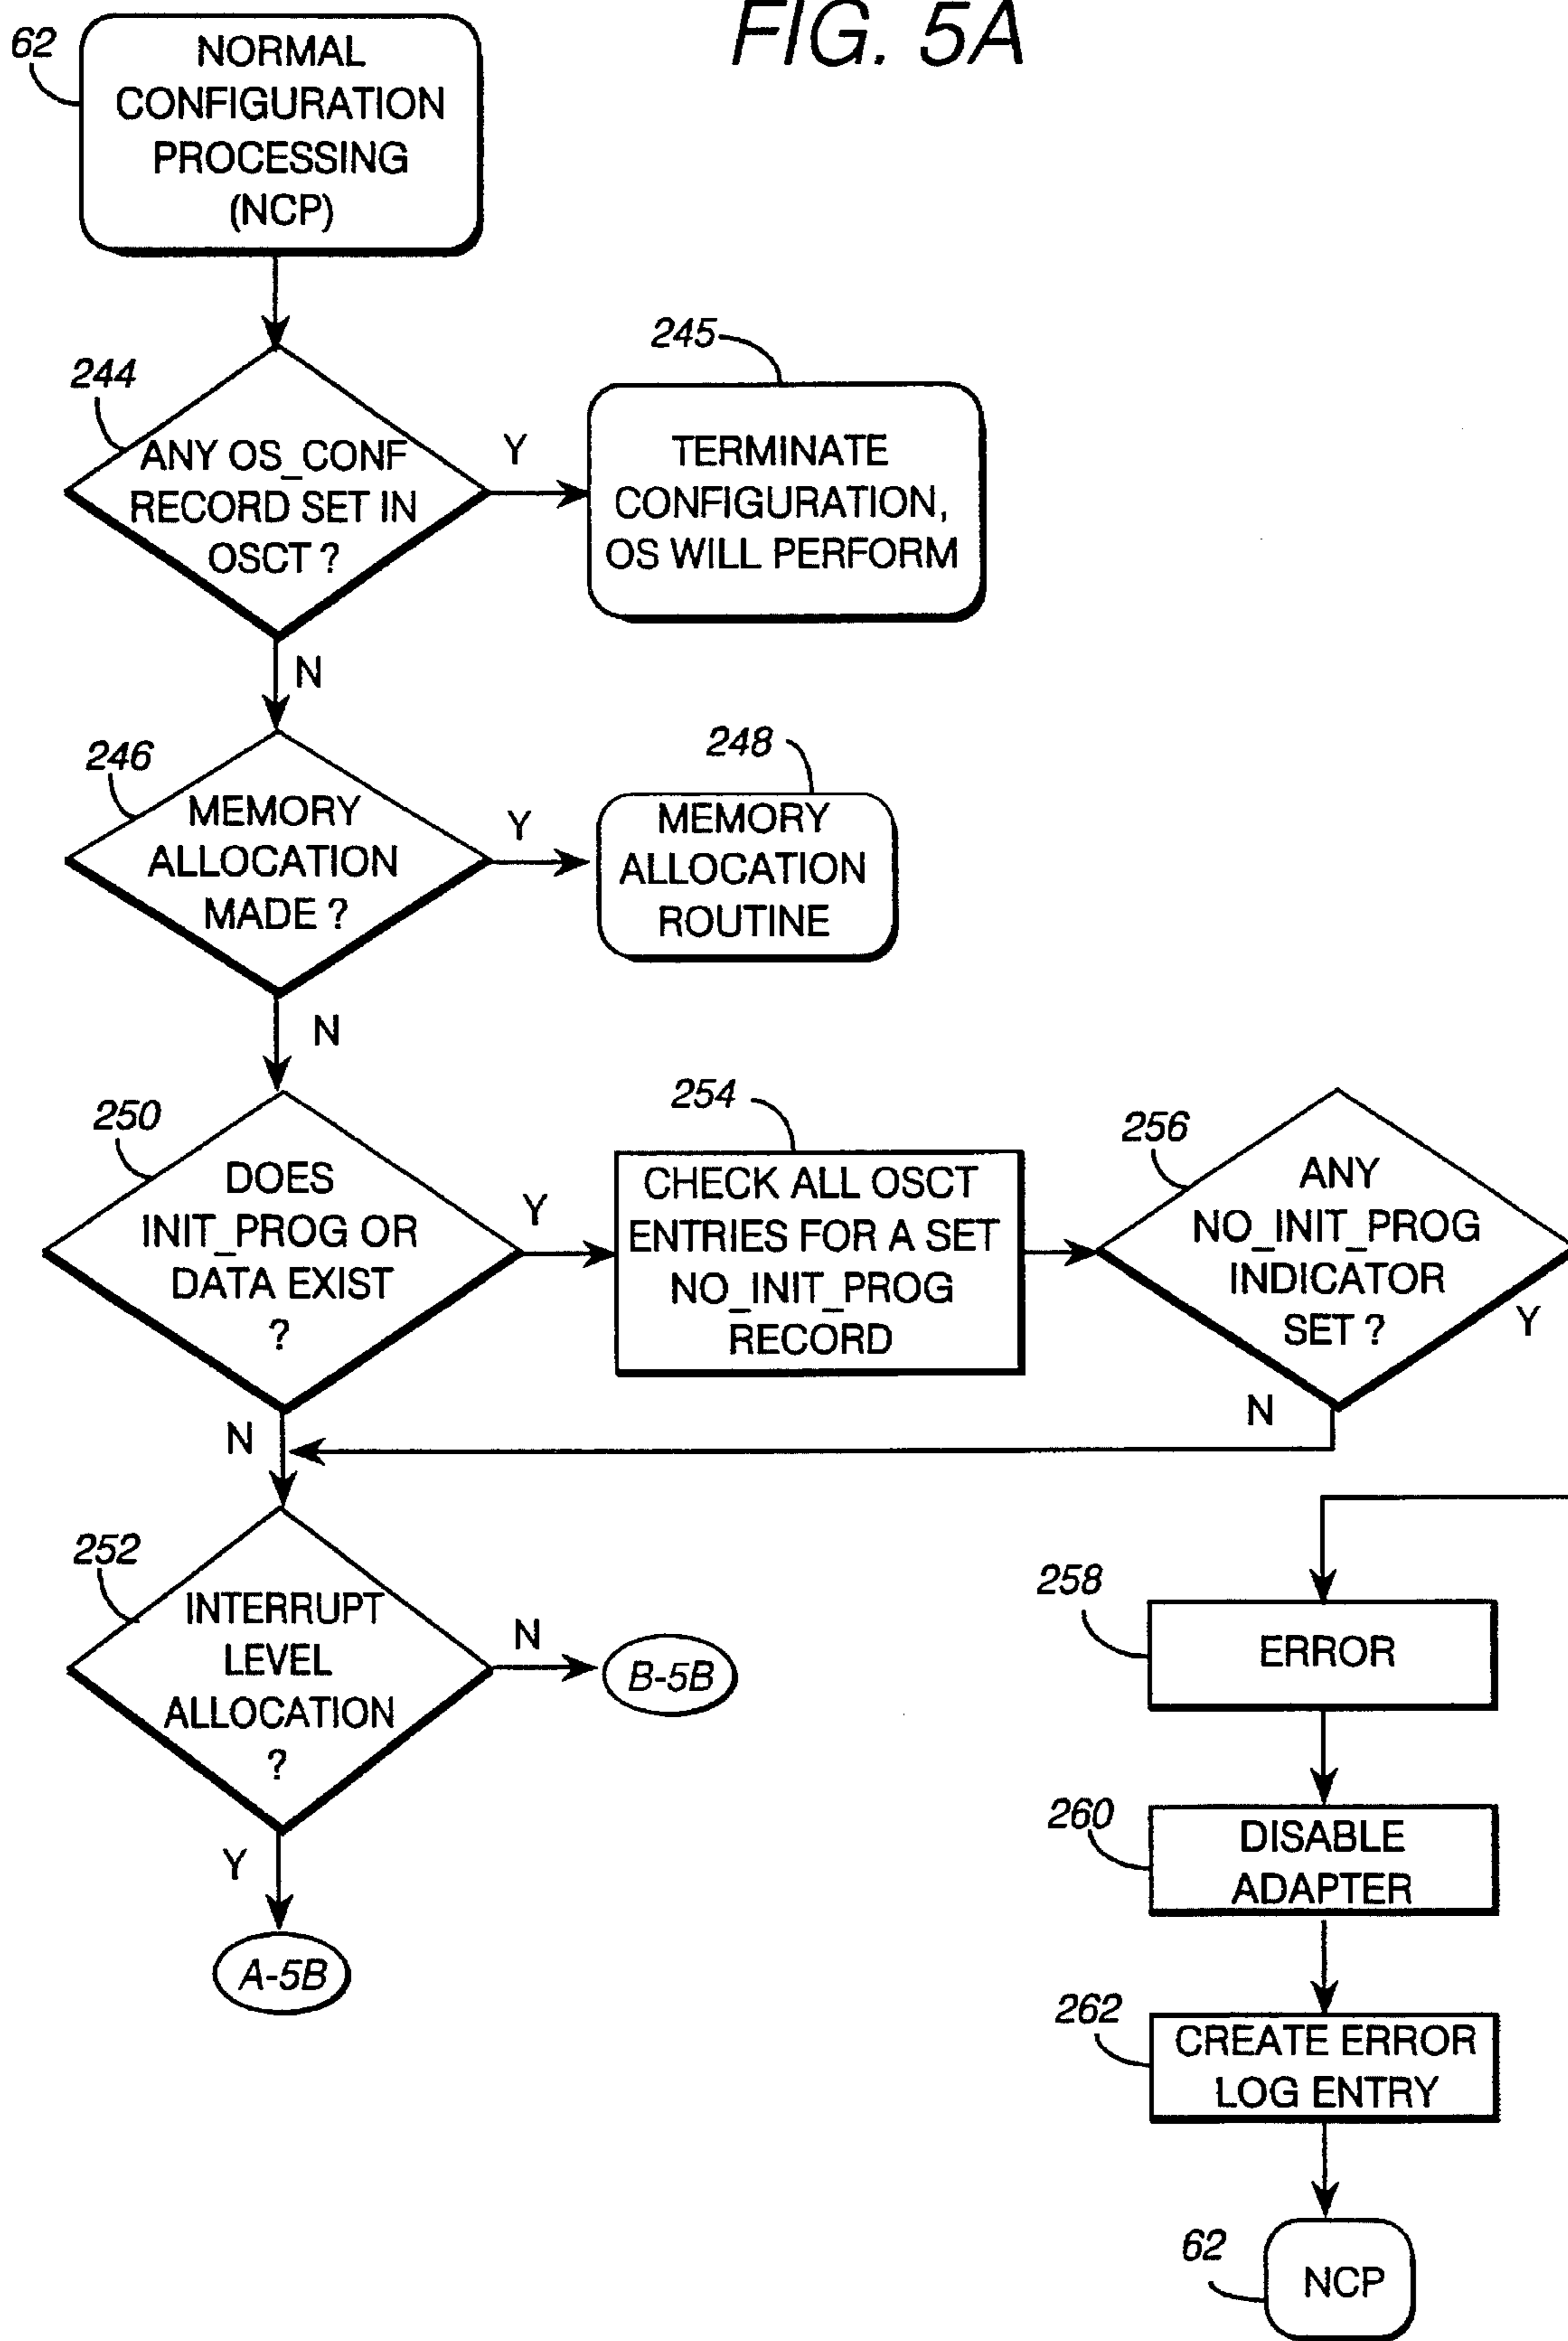 FIG. 5A
62
NORMAL
CONFIGURATION
PROCESSING
(NCP)
244
ANY OS_CONF
RECORD SET IN
OSCT ?
Y
245
TERMINATE
CONFIGURATION,
OS WILL PERFORM
N
246
MEMORY
ALLOCATION
MADE ?
Y
248
MEMORY
ALLOCATION
ROUTINE
N
250
DOES
INIT_PROG OR
DATA EXIST
?
Y
254
CHECK ALL OSCT
ENTRIES FOR A SET
NO_INIT_PROG
RECORD
256
ANY
NO_INIT_PROG
INDICATOR
SET ?
Y
N
N
252
INTERRUPT
LEVEL
ALLOCATION
?
N
B-5B
Y
A-5B
258
ERROR
260
DISABLE
ADAPTER
262
CREATE ERROR
LOG ENTRY
62
NCP